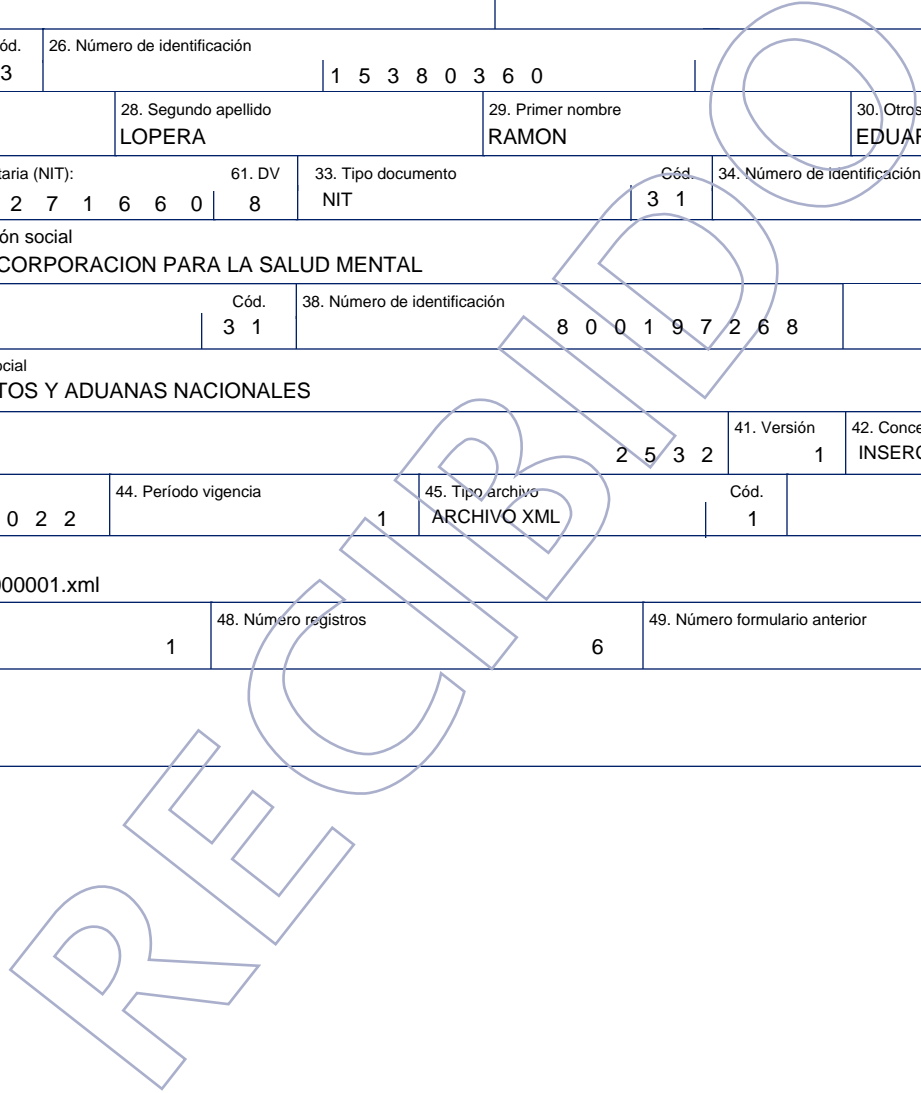 ód. 26. Número de identificación
3 1 5 3 8 0 3 6 0
28. Segundo apellido 29. Primer nombre 30. Otros
LOPERA RAMON EDUAR
taria (NIT): 61. DV 33. Tipo documento Cód. 34. Número de identificación
2 7 1 6 6 0 8 NIT 3 1
ón social
CORPORACION PARA LA SALUD MENTAL
Cód. 38. Número de identificación
3 1 8 0 0 1 9 7 2 6 8
ocial
TOS Y ADUANAS NACIONALES
41. Versión 42. Conce
2 5 3 2 1 INSERC
44. Período vigencia 45. Tipo archivo Cód.
0 2 2 1 ARCHIVO XML 1
000001.xml
48. Número registros 49. Número formulario anterior
1 6
RECIBIDO